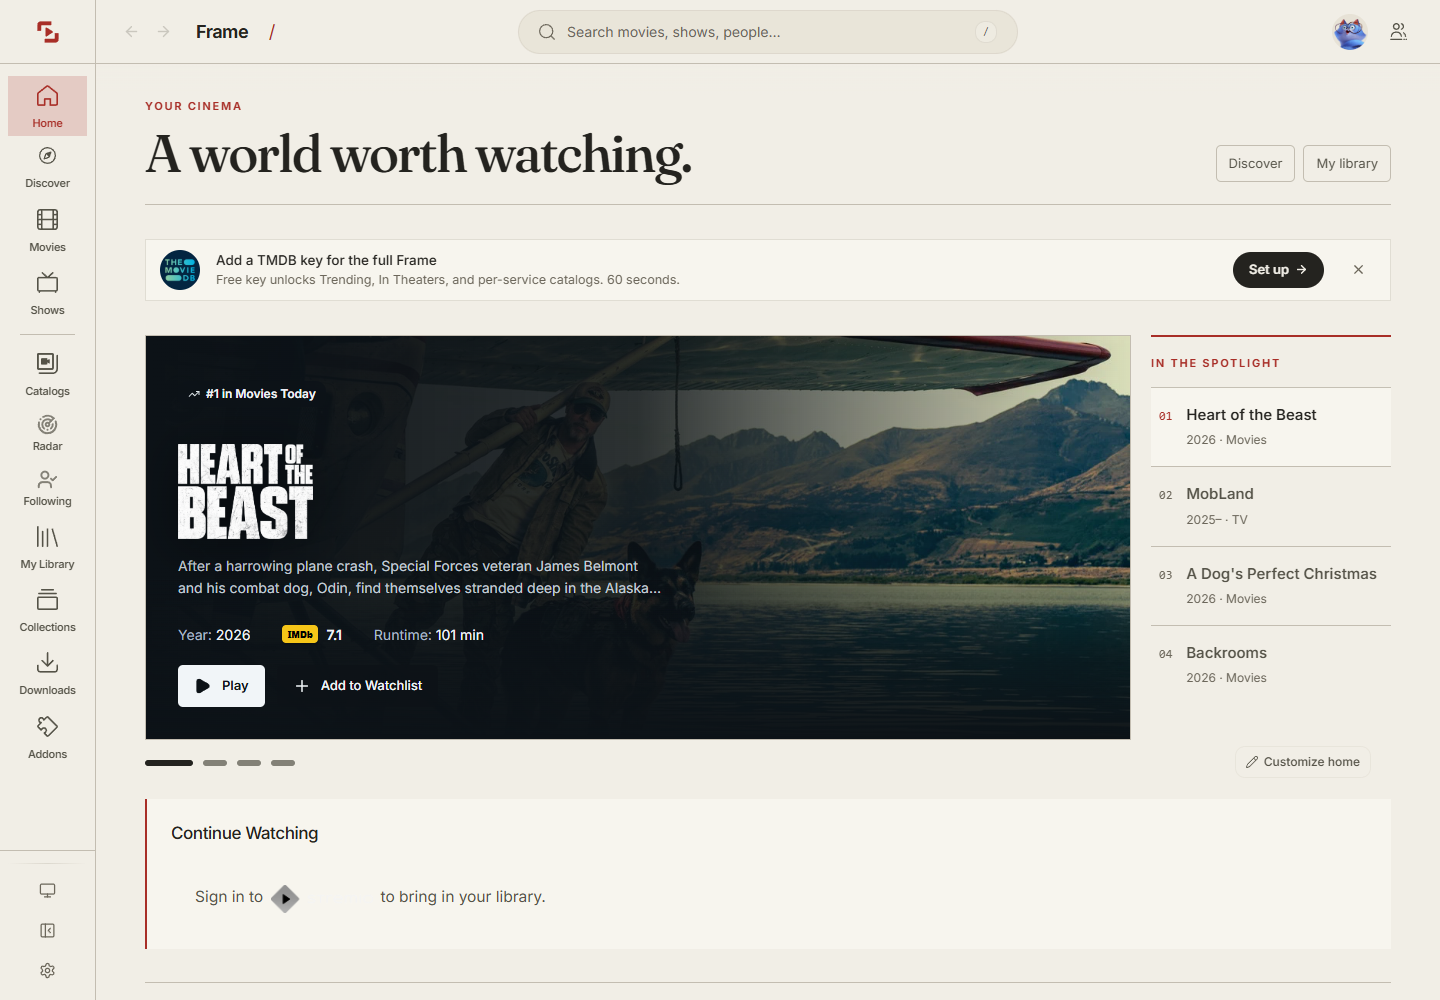 Frame /
Search movies, shows, people...
/
Home
Discover
Movies
Shows
Catalogs
Radar
Following
My Library
Collections
Downloads
Addons
YOUR CINEMA
A world worth watching.
Discover
My library
THE
MOVIE
DB
Add a TMDB key for the full Frame
Free key unlocks Trending, In Theaters, and per-service catalogs. 60 seconds.
Set up
#1 in Movies Today
HEART OF
THE
BEAST
After a harrowing plane crash, Special Forces veteran James Belmont
and his combat dog, Odin, find themselves stranded deep in the Alaska...
Year: 2026
IMDb 7.1
Runtime: 101 min
Play
Add to Watchlist
IN THE SPOTLIGHT
01 Heart of the Beast
2026 · Movies
02 MobLand
2025– · TV
03 A Dog's Perfect Christmas
2026 · Movies
04 Backrooms
2026 · Movies
Customize home
Continue Watching
Sign in to
to bring in your library.